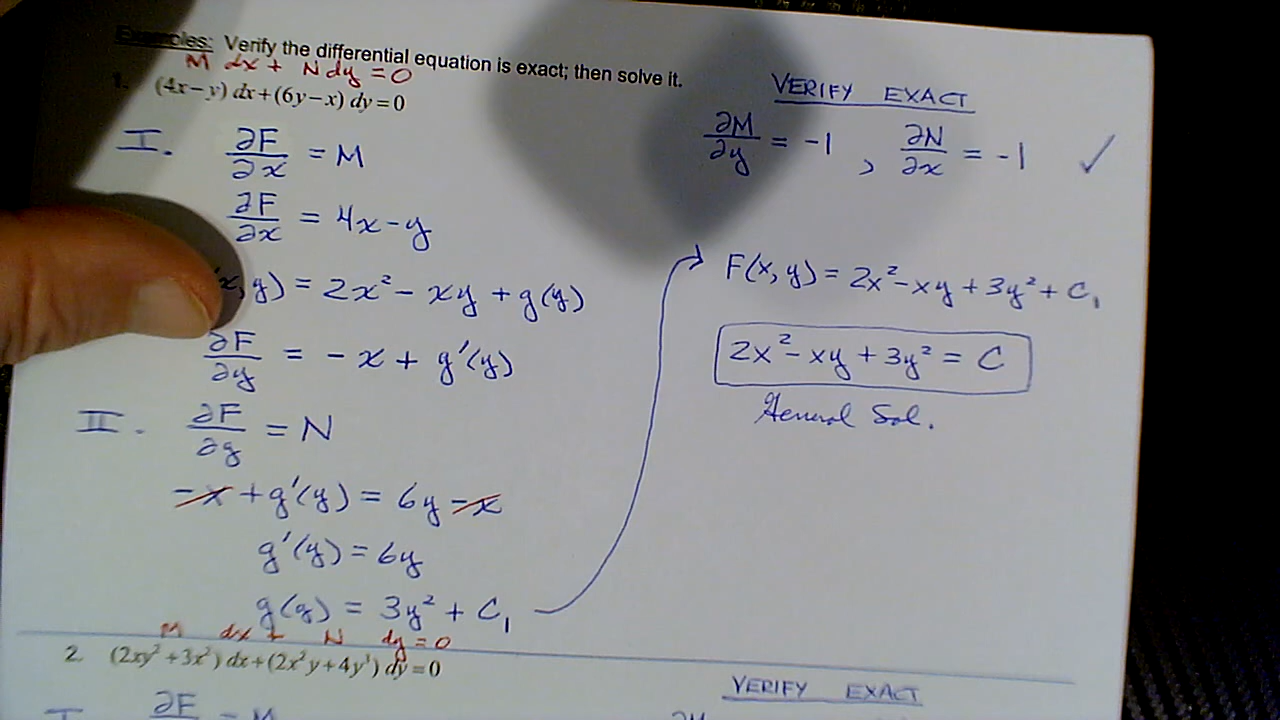 Examples: Verify the differential equation is exact; then solve it.
M dx + N dy = 0
1. (4x−y) dx+(6y−x) dy=0
I. ∂F/∂x = M
∂F/∂x = 4x-y
x, y) = 2x² - xy + g(y)
∂F/∂y = -x + g'(y)
II. ∂F/∂y = N
-x + g'(y) = 6y - x
g'(y) = 6y
g(y) = 3y² + C₁
VERIFY EXACT
∂M/∂y = -1 , ∂N/∂x = -1 ✓
F(x, y) = 2x² - xy + 3y² + C₁
2x² - xy + 3y² = C
General Sol.
M dx + N dy = 0
2. (2xy² +3x²) dx+(2x²y+4y³) dy=0
VERIFY EXACT
I. ∂F = M
∂M